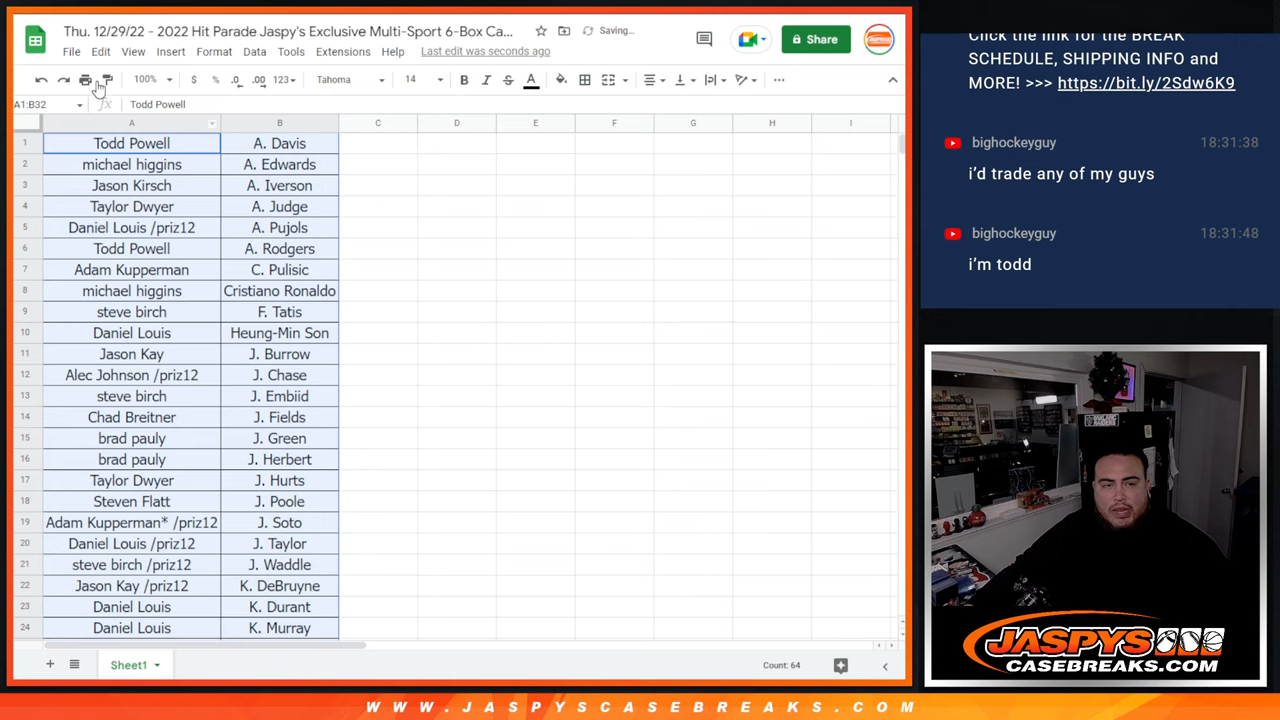 Thu. 12/29/22 - 2022 Hit Parade Jaspy's Exclusive Multi-Sport 6-Box Ca...
Saving...
File Edit View Insert Format Data Tools Extensions Help Last edit was seconds ago
Share
100% $ % .0 .00 123 Tahoma 14 B I S A
A1:B32 fx Todd Powell
A B C D E F G H I
1 Todd Powell A. Davis
2 michael higgins A. Edwards
3 Jason Kirsch A. Iverson
4 Taylor Dwyer A. Judge
5 Daniel Louis /priz12 A. Pujols
6 Todd Powell A. Rodgers
7 Adam Kupperman C. Pulisic
8 michael higgins Cristiano Ronaldo
9 steve birch F. Tatis
10 Daniel Louis Heung-Min Son
11 Jason Kay J. Burrow
12 Alec Johnson /priz12 J. Chase
13 steve birch J. Embiid
14 Chad Breitner J. Fields
15 brad pauly J. Green
16 brad pauly J. Herbert
17 Taylor Dwyer J. Hurts
18 Steven Flatt J. Poole
19 Adam Kupperman* /priz12 J. Soto
20 Daniel Louis /priz12 J. Taylor
21 steve birch /priz12 J. Waddle
22 Jason Kay /priz12 K. DeBruyne
23 Daniel Louis K. Durant
24 Daniel Louis K. Murray
Sheet1
Count: 64
Click the link for the BREAK
SCHEDULE, SHIPPING INFO and
MORE! >>> https://bit.ly/2Sdw6K9
bighockeyguy 18:31:38
i'd trade any of my guys
bighockeyguy 18:31:48
i'm todd
JASPYS
CASEBREAKS.COM
WWW.JASPYSCASEBREAKS.COM